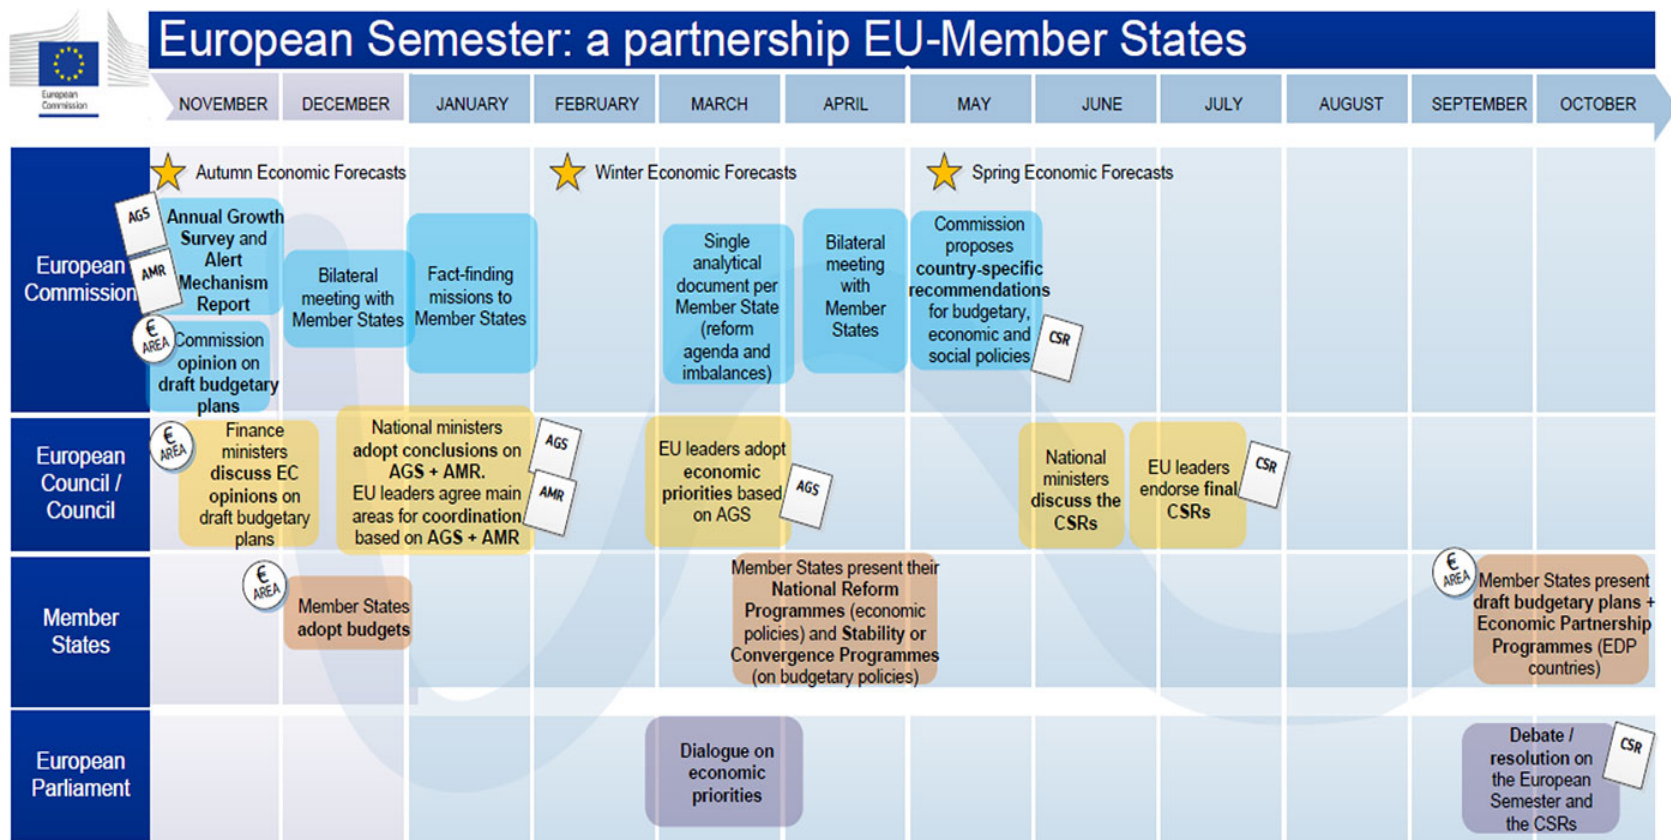 European Semester: a partnership EU-Member States
European
Commission
NOVEMBER
DECEMBER
JANUARY
FEBRUARY
MARCH
APRIL
MAY
JUNE
JULY
AUGUST
SEPTEMBER
OCTOBER
European
Commission
Autumn Economic Forecasts
Winter Economic Forecasts
Spring Economic Forecasts
AGS
AMR
Annual Growth
Survey and
Alert
Mechanism
Report
€
AREA
Commission
opinion on
draft budgetary
plans
Bilateral
meeting with
Member States
Fact-finding
missions to
Member States
Single
analytical
document per
Member State
(reform
agenda and
imbalances)
Bilateral
meeting
with
Member
States
Commission
proposes
country-specific
recommendations
for budgetary,
economic and
social policies
CSR
European
Council /
Council
€
AREA
Finance
ministers
discuss EC
opinions on
draft budgetary
plans
National ministers
adopt conclusions on
AGS + AMR.
EU leaders agree main
areas for coordination
based on AGS + AMR
AGS
AMR
EU leaders adopt
economic
priorities based
on AGS
AGS
National
ministers
discuss the
CSRs
EU leaders
endorse final
CSRs
CSR
Member
States
€
AREA
Member States
adopt budgets
Member States present their
National Reform
Programmes (economic
policies) and Stability or
Convergence Programmes
(on budgetary policies)
€
AREA
Member States present
draft budgetary plans +
Economic Partnership
Programmes (EDP
countries)
European
Parliament
Dialogue on
economic
priorities
Debate /
resolution on
the European
Semester and
the CSRs
CSR